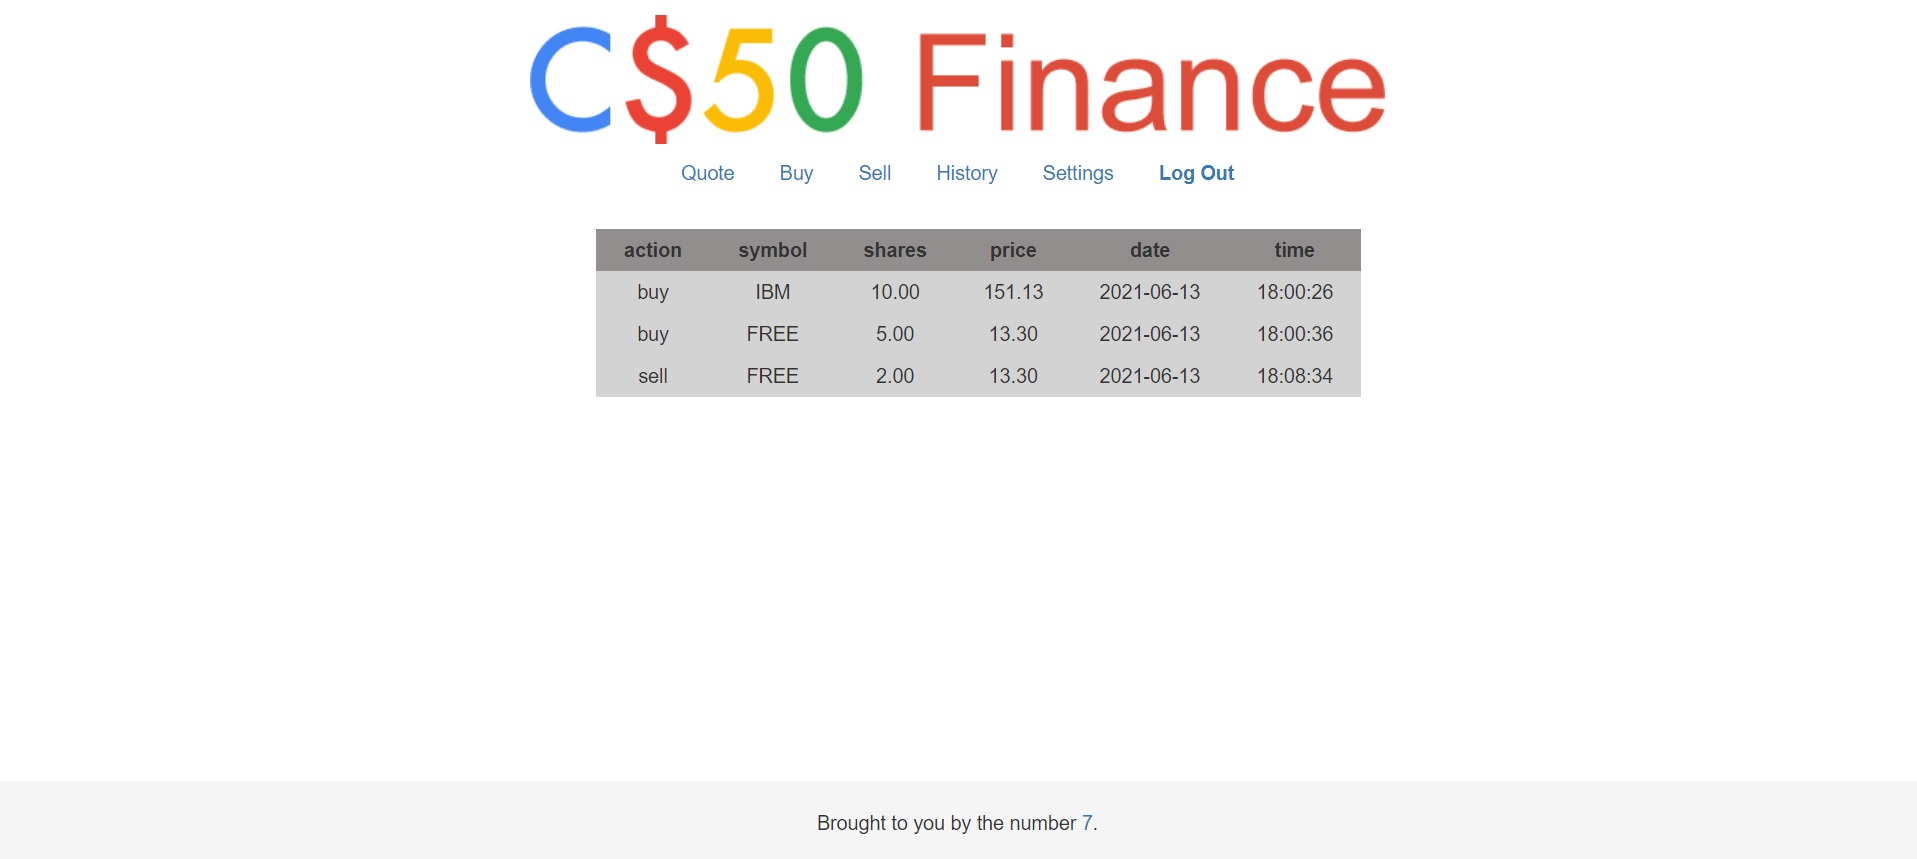 C$50 Finance
Quote Buy Sell History Settings Log Out
action symbol shares price date time
buy IBM 10.00 151.13 2021-06-13 18:00:26
buy FREE 5.00 13.30 2021-06-13 18:00:36
sell FREE 2.00 13.30 2021-06-13 18:08:34
Brought to you by the number 7.